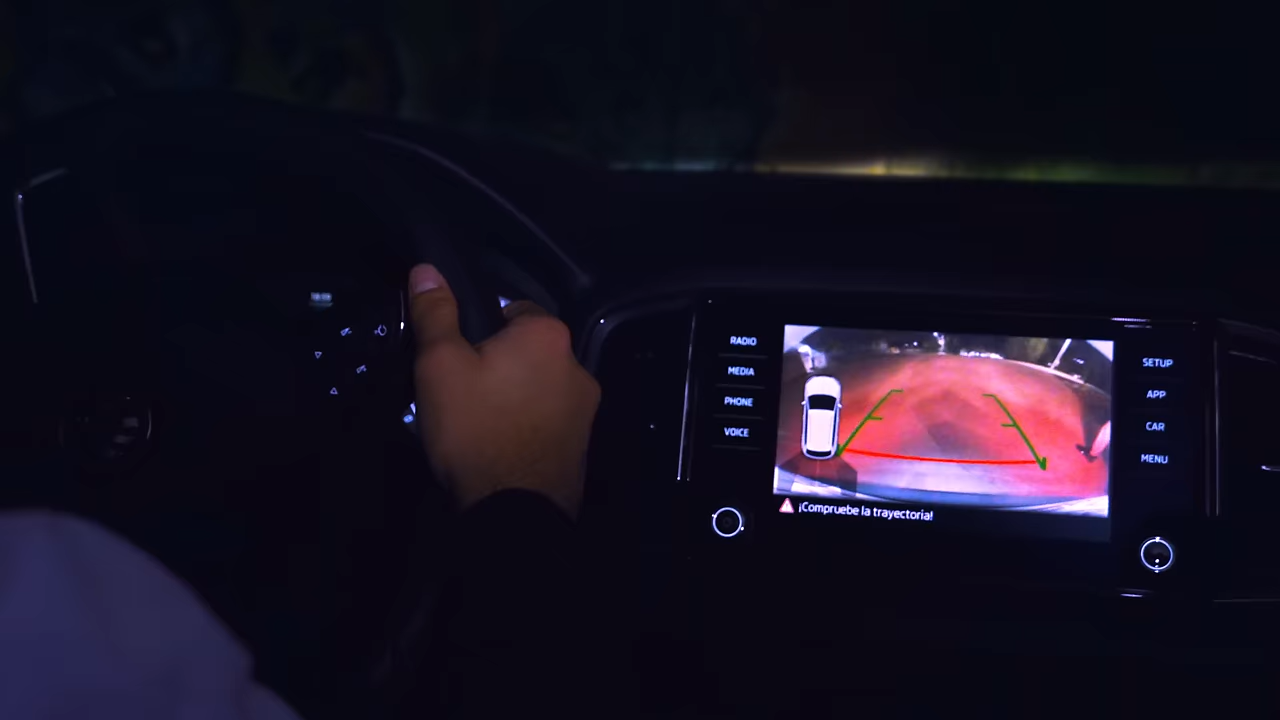 RADIO
MEDIA
PHONE
VOICE
SETUP
APP
CAR
MENU
¡Compruebe la trayectoria!